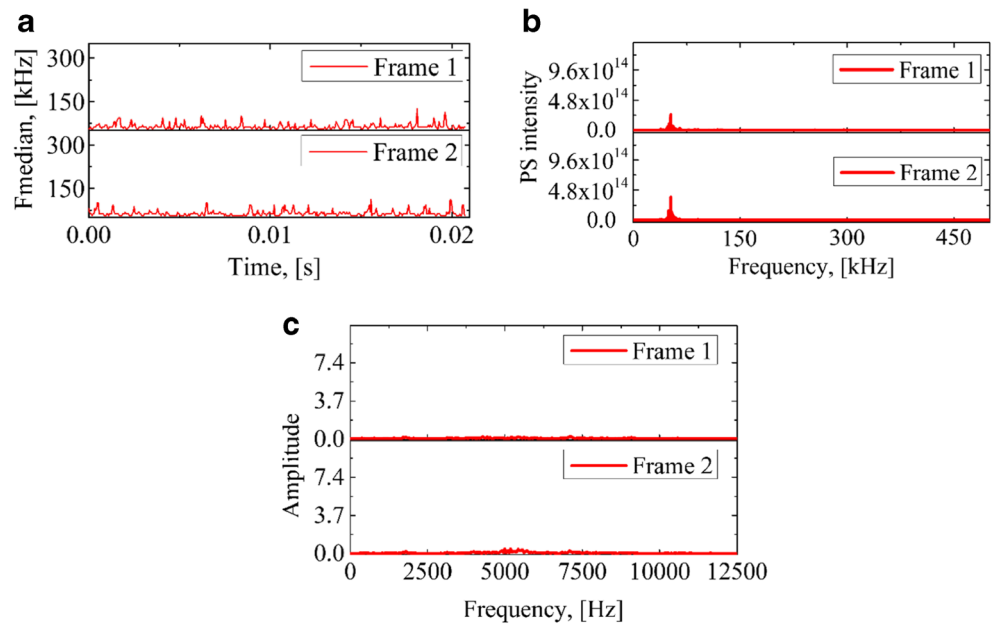 a
Fmedian, [kHz]
300
Frame 1
150
300
Frame 2
150
0.00
0.01
0.02
Time, [s]
b
PS intensity
9.6x10^14
Frame 1
4.8x10^14
0.0
9.6x10^14
Frame 2
4.8x10^14
0.0
0
150
300
450
Frequency, [kHz]
c
Amplitude
7.4
Frame 1
3.7
0.0
7.4
Frame 2
3.7
0.0
0
2500
5000
7500
10000
12500
Frequency, [Hz]